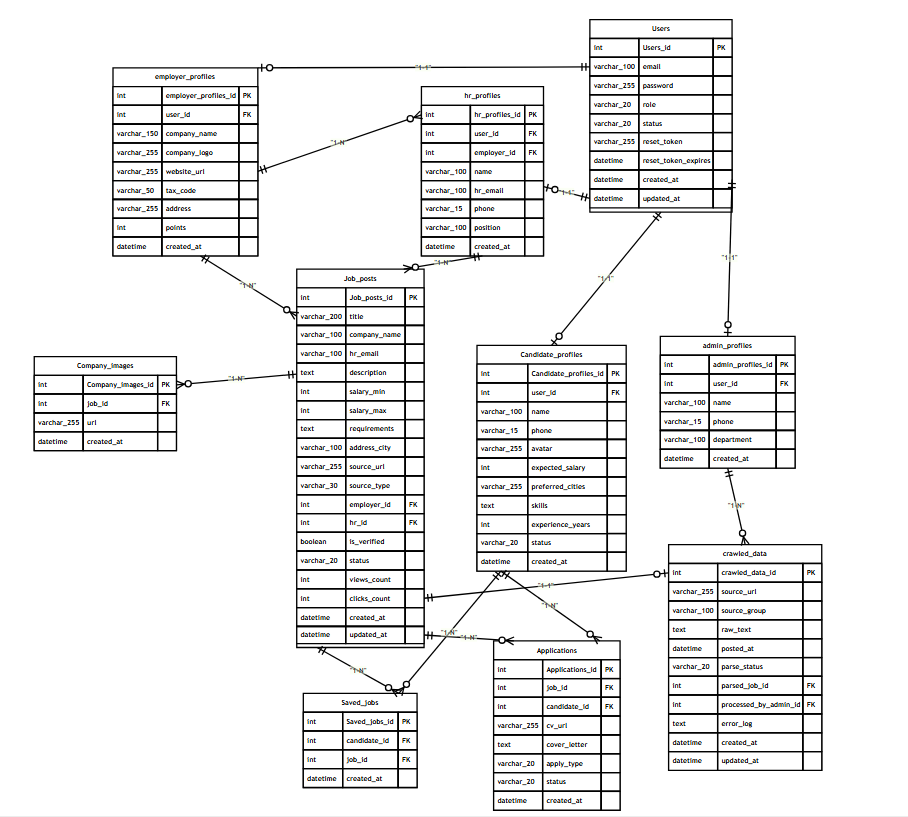 Users
int Users_id PK
varchar_100 email
varchar_255 password
varchar_20 role
varchar_20 status
varchar_255 reset_token
datetime reset_token_expires
datetime created_at
datetime updated_at
employer_profiles
int employer_profiles_id PK
int user_id FK
varchar_150 company_name
varchar_255 company_logo
varchar_255 website_url
varchar_50 tax_code
varchar_255 address
int points
datetime created_at
hr_profiles
int hr_profiles_id PK
int user_id FK
int employer_id FK
varchar_100 name
varchar_100 hr_email
varchar_15 phone
varchar_100 position
datetime created_at
"1-1"
"1-N"
"1-1"
"1-N"
"1-N"
"1-1"
"1-1"
Job_posts
int Job_posts_id PK
varchar_200 title
varchar_100 company_name
varchar_100 hr_email
text description
int salary_min
int salary_max
text requirements
varchar_100 address_city
varchar_255 source_url
varchar_30 source_type
int employer_id FK
int hr_id FK
boolean is_verified
varchar_20 status
int views_count
int clicks_count
datetime created_at
datetime updated_at
Company_images
int Company_images_id PK
int job_id FK
varchar_255 url
datetime created_at
"1-N"
Candidate_profiles
int Candidate_profiles_id PK
int user_id FK
varchar_100 name
varchar_15 phone
varchar_255 avatar
int expected_salary
varchar_255 preferred_cities
text skills
int experience_years
varchar_20 status
datetime created_at
admin_profiles
int admin_profiles_id PK
int user_id FK
varchar_100 name
varchar_15 phone
varchar_100 department
datetime created_at
"1-N"
crawled_data
int crawled_data_id PK
varchar_255 source_url
varchar_100 source_group
text raw_text
datetime posted_at
varchar_20 parse_status
int parsed_job_id FK
int processed_by_admin_id FK
text error_log
datetime created_at
datetime updated_at
"1-1"
"1-N"
"1-N"
"1-N"
"1-N"
Applications
int Applications_id PK
int job_id FK
int candidate_id FK
varchar_255 cv_url
text cover_letter
varchar_20 apply_type
varchar_20 status
datetime created_at
Saved_jobs
int Saved_jobs_id PK
int candidate_id FK
int job_id FK
datetime created_at